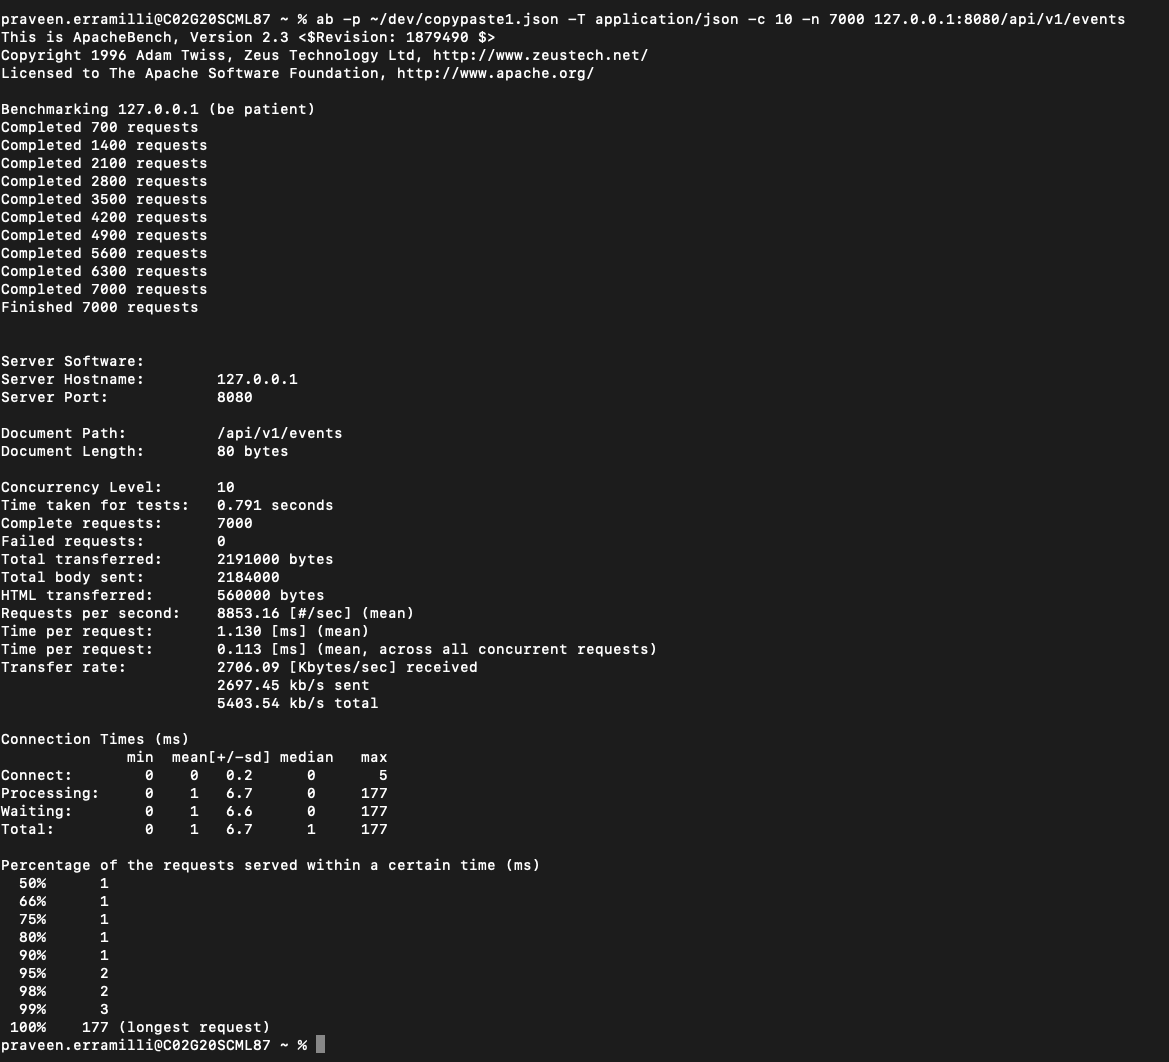 praveen.erramilli@C02G20SCML87 ~ % ab -p ~/dev/copypaste1.json -T application/json -c 10 -n 7000 127.0.0.1:8080/api/v1/events
This is ApacheBench, Version 2.3 <$Revision: 1879490 $>
Copyright 1996 Adam Twiss, Zeus Technology Ltd, http://www.zeustech.net/
Licensed to The Apache Software Foundation, http://www.apache.org/

Benchmarking 127.0.0.1 (be patient)
Completed 700 requests
Completed 1400 requests
Completed 2100 requests
Completed 2800 requests
Completed 3500 requests
Completed 4200 requests
Completed 4900 requests
Completed 5600 requests
Completed 6300 requests
Completed 7000 requests
Finished 7000 requests

Server Software:
Server Hostname:        127.0.0.1
Server Port:            8080

Document Path:          /api/v1/events
Document Length:        80 bytes

Concurrency Level:      10
Time taken for tests:   0.791 seconds
Complete requests:      7000
Failed requests:        0
Total transferred:      2191000 bytes
Total body sent:        2184000
HTML transferred:       560000 bytes
Requests per second:    8853.16 [#/sec] (mean)
Time per request:       1.130 [ms] (mean)
Time per request:       0.113 [ms] (mean, across all concurrent requests)
Transfer rate:          2706.09 [Kbytes/sec] received
                        2697.45 kb/s sent
                        5403.54 kb/s total

Connection Times (ms)
              min  mean[+/-sd] median   max
Connect:        0    0   0.2      0       5
Processing:     0    1   6.7      0     177
Waiting:        0    1   6.6      0     177
Total:          0    1   6.7      1     177

Percentage of the requests served within a certain time (ms)
  50%      1
  66%      1
  75%      1
  80%      1
  90%      1
  95%      2
  98%      2
  99%      3
 100%    177 (longest request)
praveen.erramilli@C02G20SCML87 ~ %